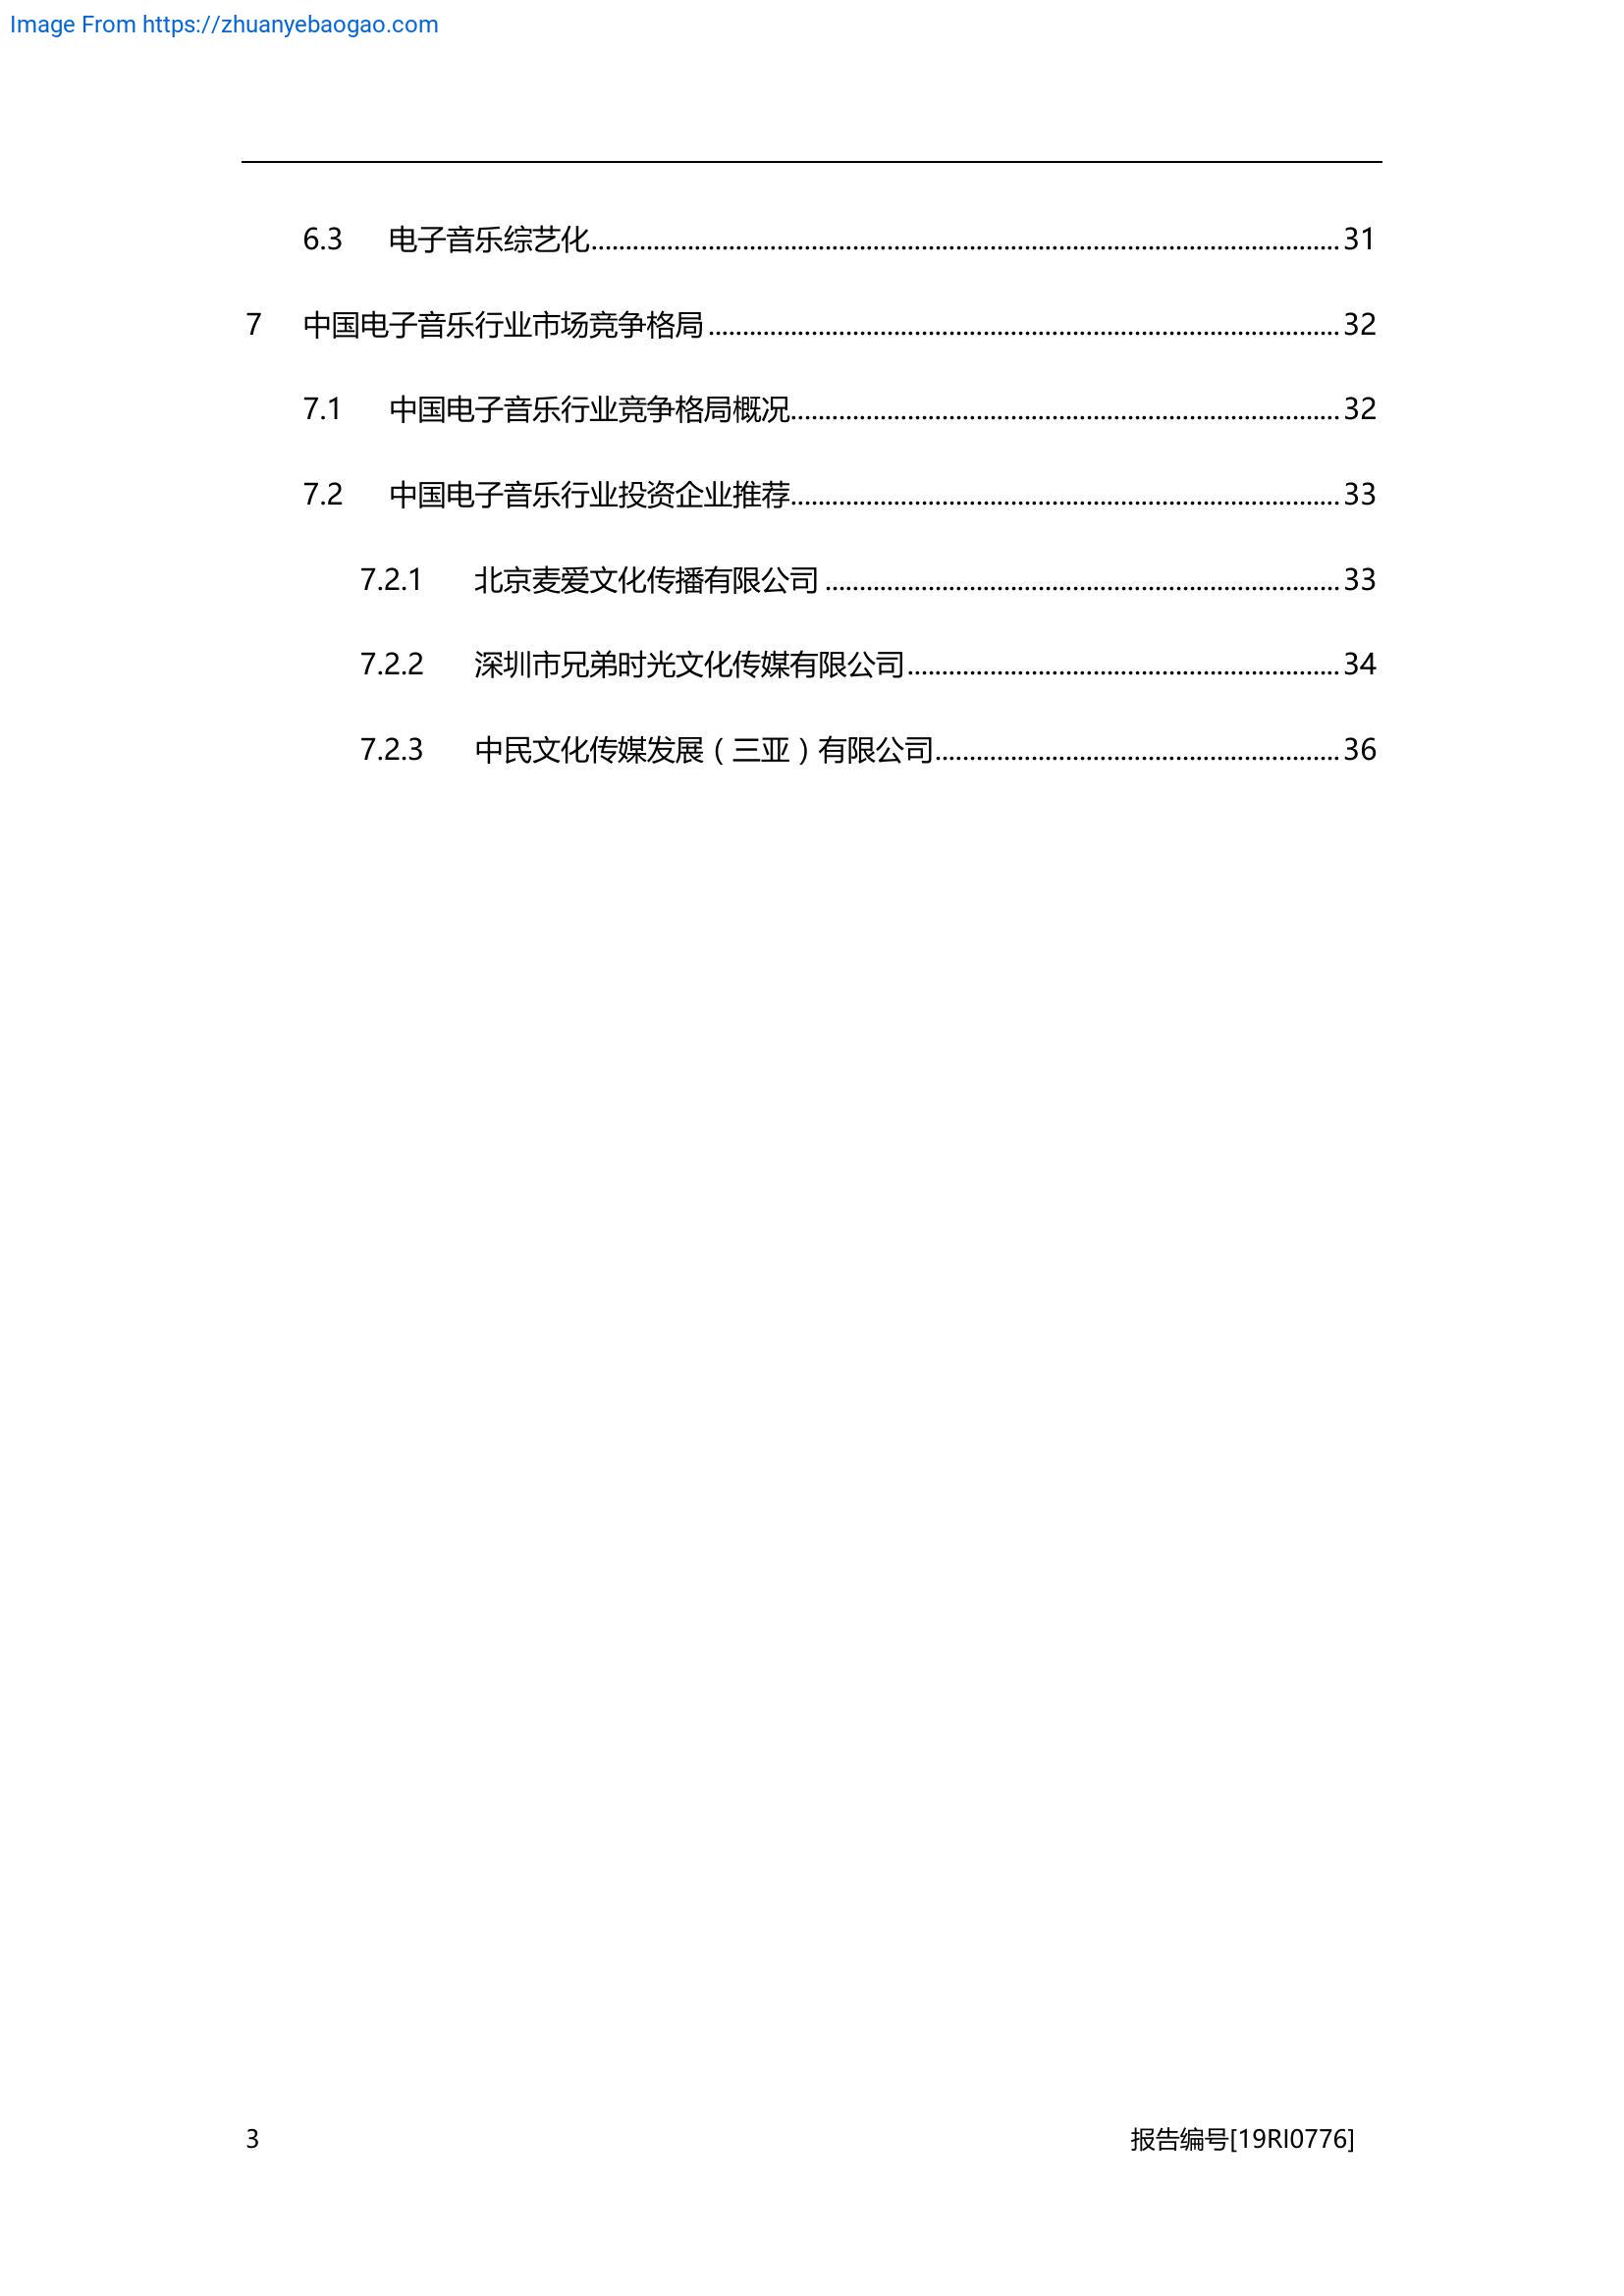 Image From https://zhuanyebaogao.com
6.3 电子音乐综艺化 31
7 中国电子音乐行业市场竞争格局 32
7.1 中国电子音乐行业竞争格局概况 32
7.2 中国电子音乐行业投资企业推荐 33
7.2.1 北京麦爱文化传播有限公司 33
7.2.2 深圳市兄弟时光文化传媒有限公司 34
7.2.3 中民文化传媒发展（三亚）有限公司 36
3 报告编号[19RI0776]